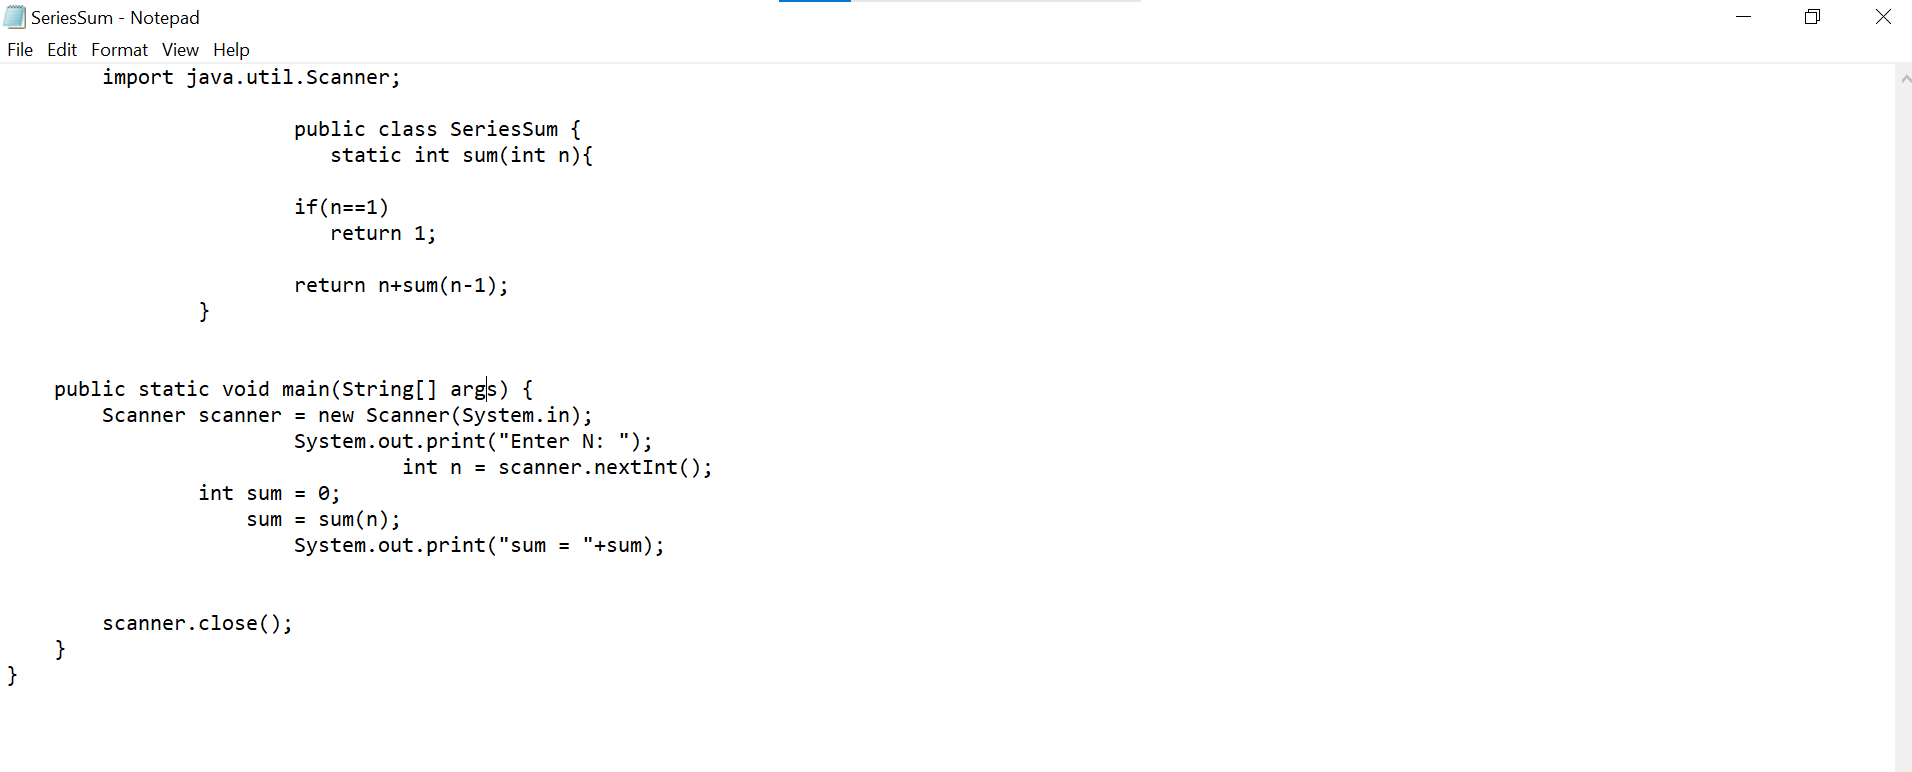 SeriesSum - Notepad
File Edit Format View Help
import java.util.Scanner;
public class SeriesSum {
static int sum(int n){
if(n==1)
return 1;
return n+sum(n-1);
}
public static void main(String[] args) {
Scanner scanner = new Scanner(System.in);
System.out.print("Enter N: ");
int n = scanner.nextInt();
int sum = 0;
sum = sum(n);
System.out.print("sum = "+sum);
scanner.close();
}
}